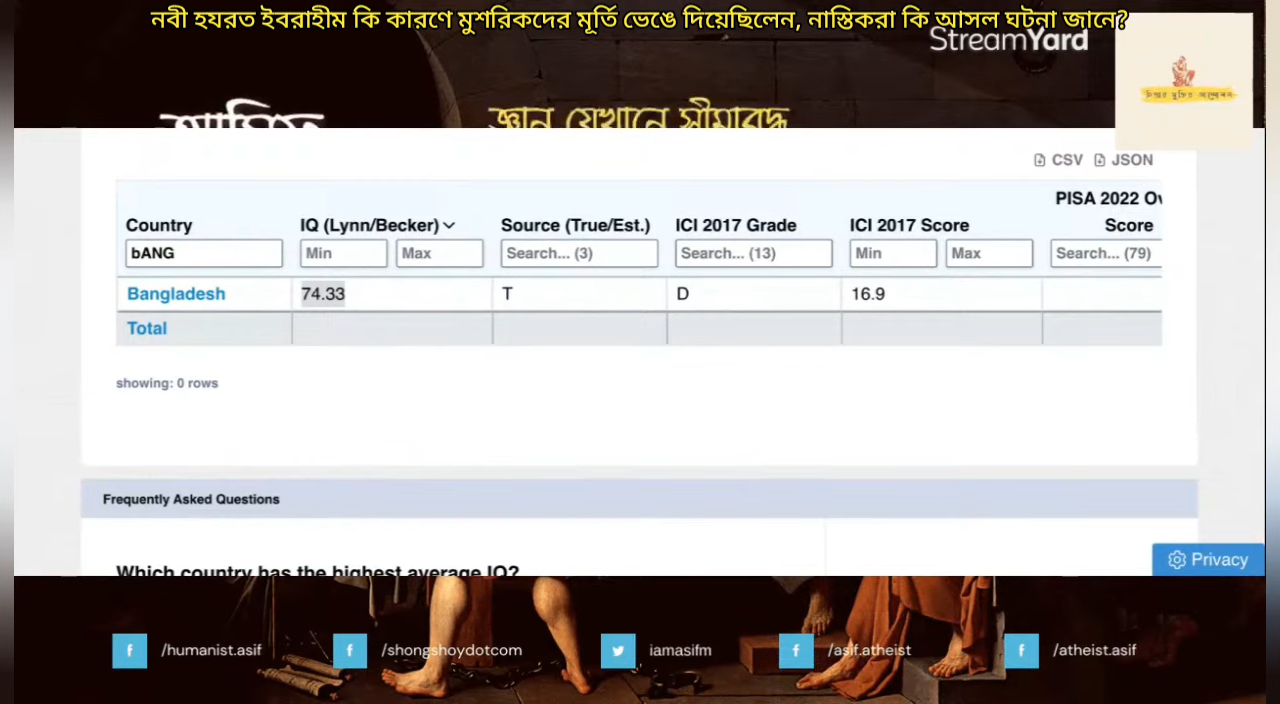 নবী হযরত ইবরাহীম কি কারণে মুশরিকদের মূর্তি ভেঙে দিয়েছিলেন, নাস্তিকরা কি আসল ঘটনা জানে?
StreamYard
চিন্তার মুক্তির আন্দোলন
জ্ঞান যেখানে সীমাবদ্ধ
CSV JSON
PISA 2022 Ov
Country IQ (Lynn/Becker) Source (True/Est.) ICI 2017 Grade ICI 2017 Score Score
bANG Min Max Search... (3) Search... (13) Min Max Search... (79)
Bangladesh 74.33 T D 16.9
Total
showing: 0 rows
Frequently Asked Questions
Which country has the highest average IQ?
Privacy
/humanist.asif /shongshoydotcom iamasifm /asif.atheist /atheist.asif